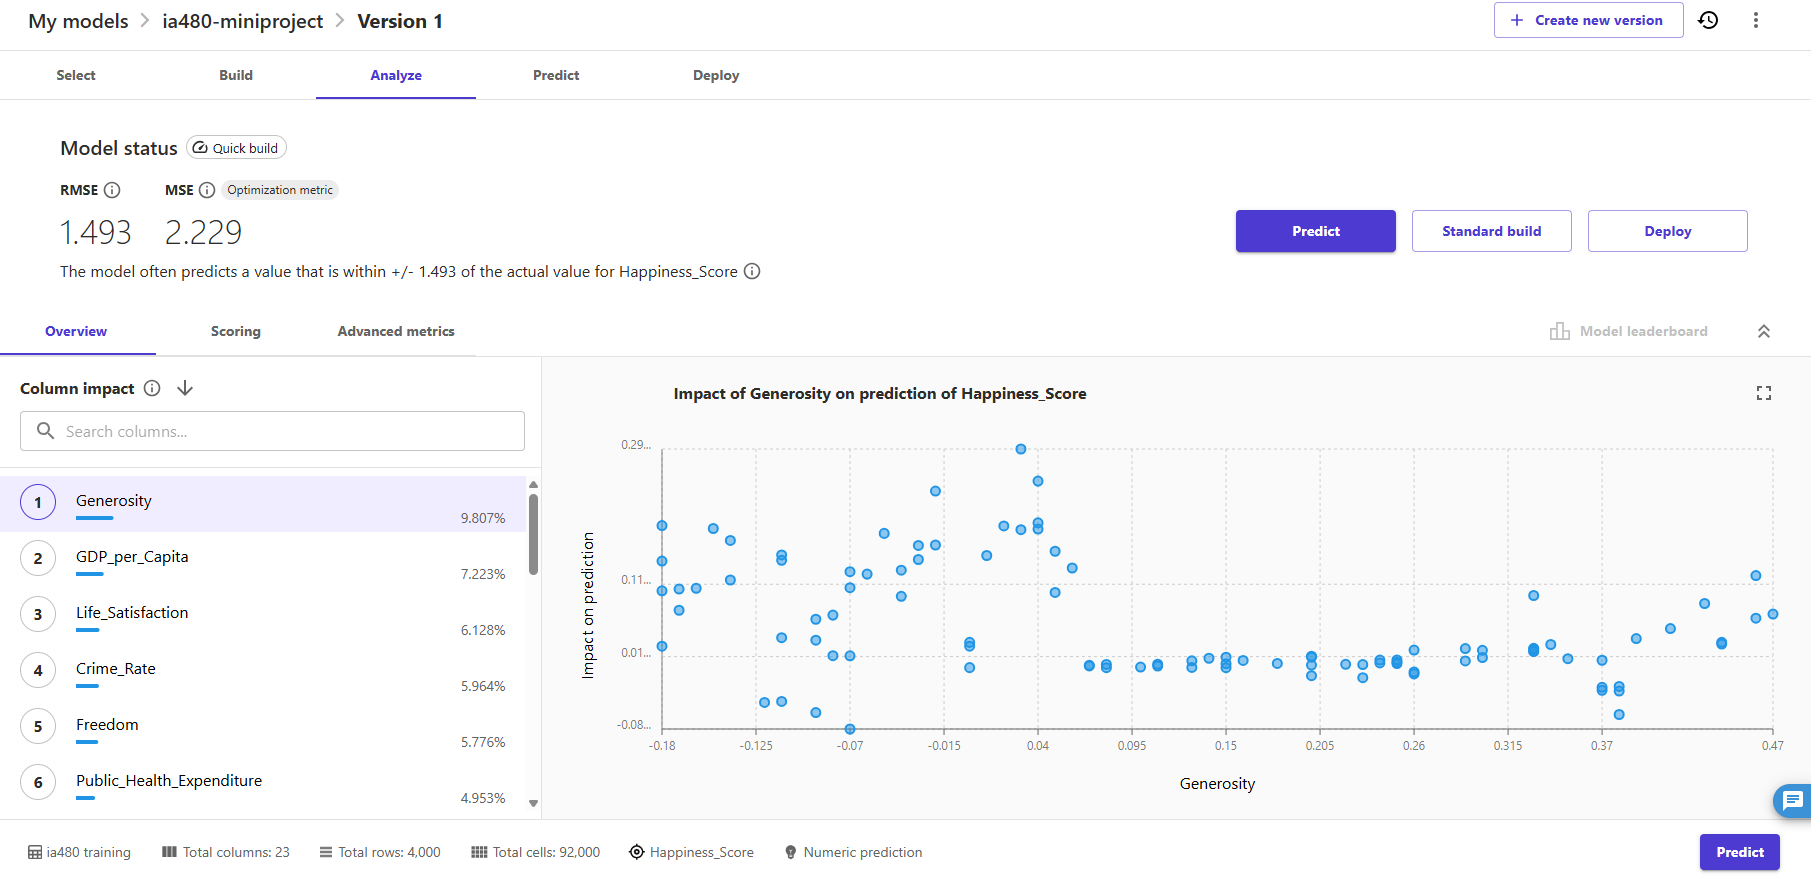 My models > ia480-miniproject > Version 1
+ Create new version
Select Build Analyze Predict Deploy
Model status Quick build
RMSE MSE Optimization metric
1.493 2.229
Predict Standard build Deploy
The model often predicts a value that is within +/- 1.493 of the actual value for Happiness_Score
Overview Scoring Advanced metrics Model leaderboard
Column impact
Search columns...
1 Generosity 9.807%
2 GDP_per_Capita 7.223%
3 Life_Satisfaction 6.128%
4 Crime_Rate 5.964%
5 Freedom 5.776%
6 Public_Health_Expenditure 4.953%
Impact of Generosity on prediction of Happiness_Score
Impact on prediction
0.29...
0.11...
0.01...
-0.08...
-0.18 -0.125 -0.07 -0.015 0.04 0.095 0.15 0.205 0.26 0.315 0.37 0.47
Generosity
ia480 training Total columns: 23 Total rows: 4,000 Total cells: 92,000 Happiness_Score Numeric prediction
Predict